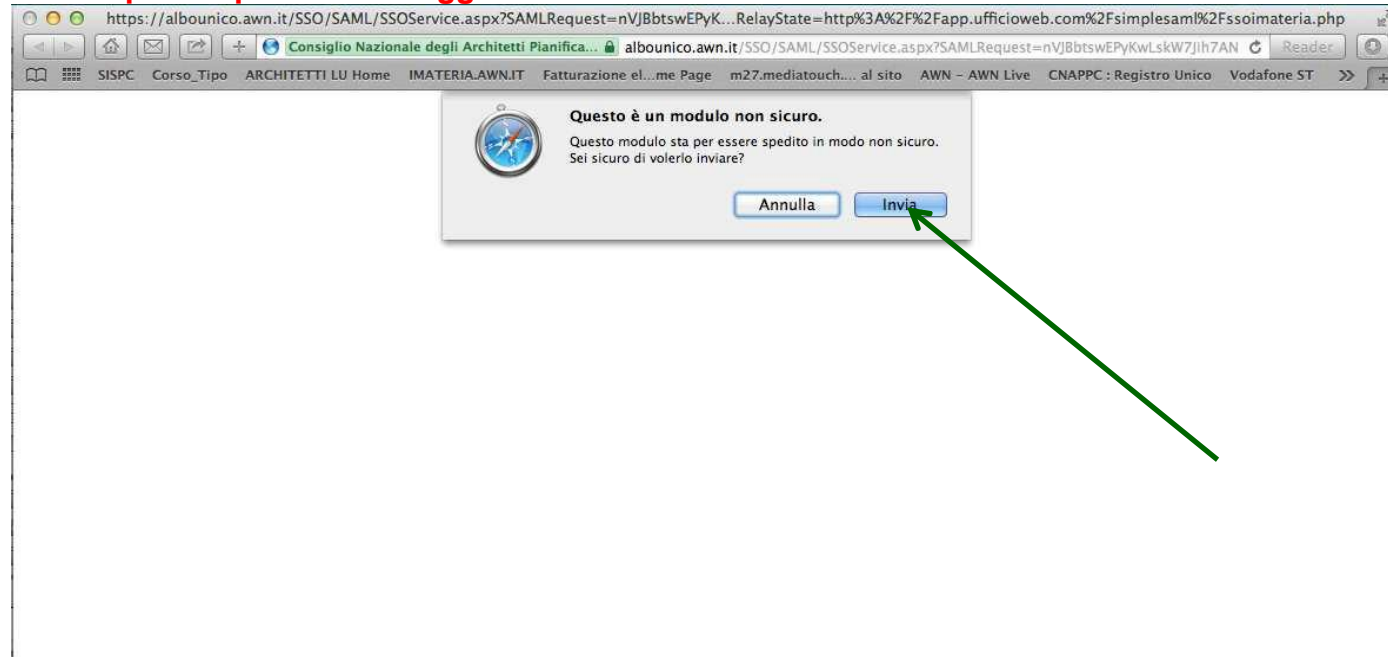 https://albounico.awn.it/SSO/SAML/SSOService.aspx?SAMLRequest=nVJBbtswEPyK...RelayState=http%3A%2F%2Fapp.ufficioweb.com%2Fsimplesaml%2Fssoimateria.php
Consiglio Nazionale degli Architetti Pianifica... albounico.awn.it/SSO/SAML/SSOService.aspx?SAMLRequest=nVJBbtswEPyKwLskW7Jih7AN Reader
SISPC Corso_Tipo ARCHITETTI LU Home IMATERIA.AWN.IT Fatturazione el...me Page m27.mediatouch.... al sito AWN – AWN Live CNAPPC : Registro Unico Vodafone ST
Questo è un modulo non sicuro.
Questo modulo sta per essere spedito in modo non sicuro.
Sei sicuro di volerlo inviare?
Annulla Invia